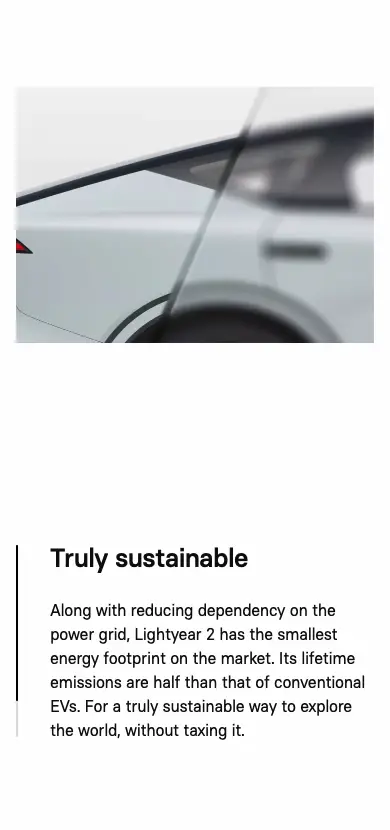 Truly sustainable
Along with reducing dependency on the
power grid, Lightyear 2 has the smallest
energy footprint on the market. Its lifetime
emissions are half than that of conventional
EVs. For a truly sustainable way to explore
the world, without taxing it.